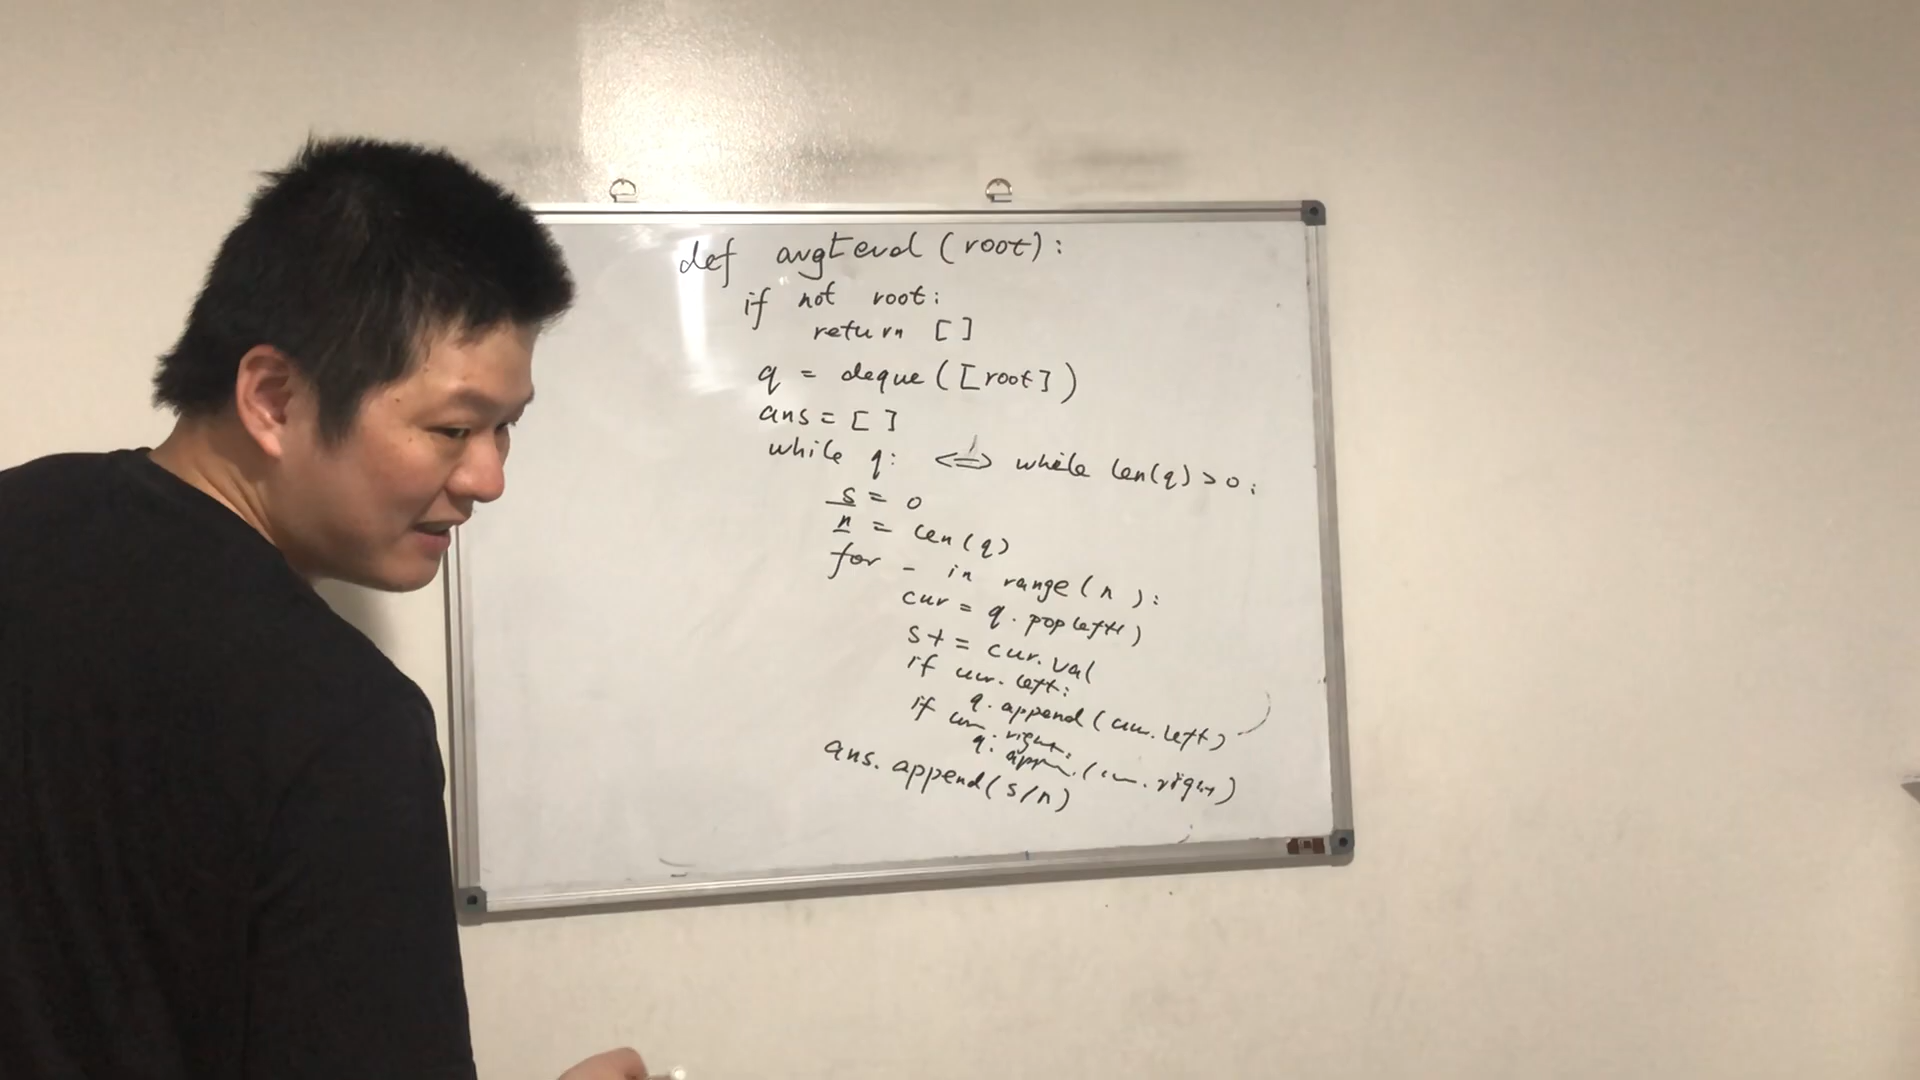 def avgLevel (root):
if not root:
return []
q = deque([root])
ans = []
while q: <=> while len(q) > 0:
s = 0
n = len(q)
for _ in range(n):
cur = q.popleft()
s += cur.val
if cur.left:
q.append(cur.left)
if cur.right:
q.app.(cur.right)
ans.append(s/n)